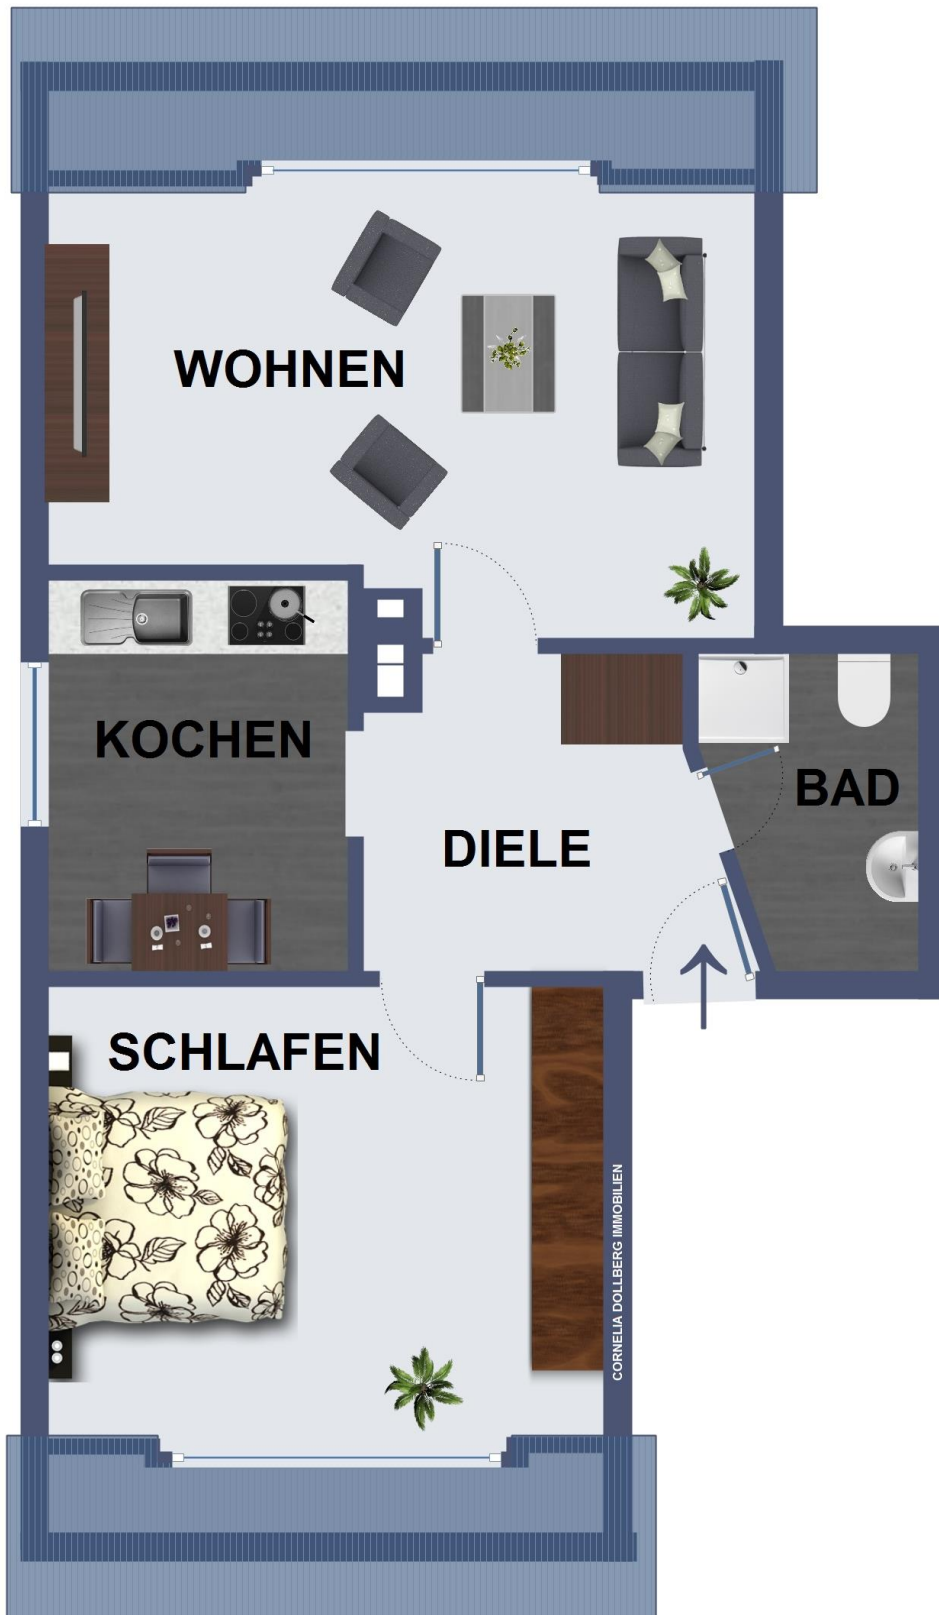 WOHNEN
KOCHEN
BAD
DIELE
SCHLAFEN
CORNELIA DOLLBERG IMMOBILIEN